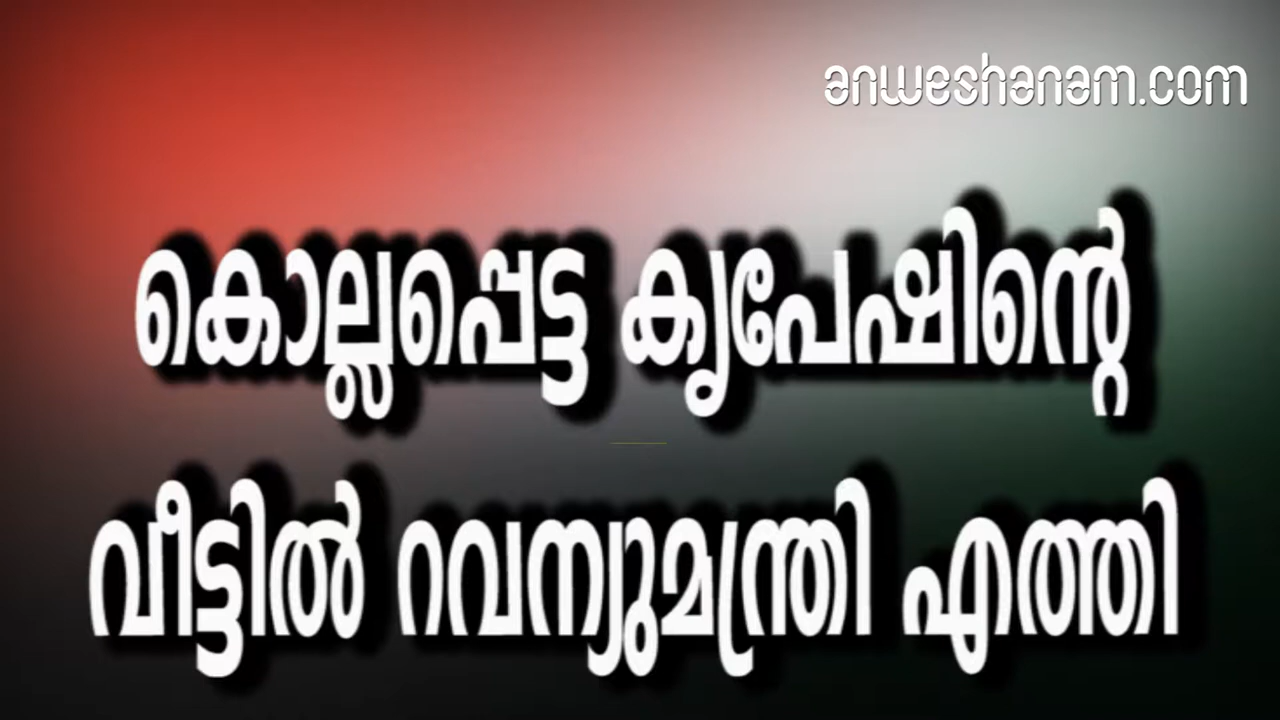 anweshanam.com
കൊല്ലപ്പെട്ട കൃപേഷിന്റെ
വീട്ടിൽ റവന്യുമന്ത്രി എത്തി